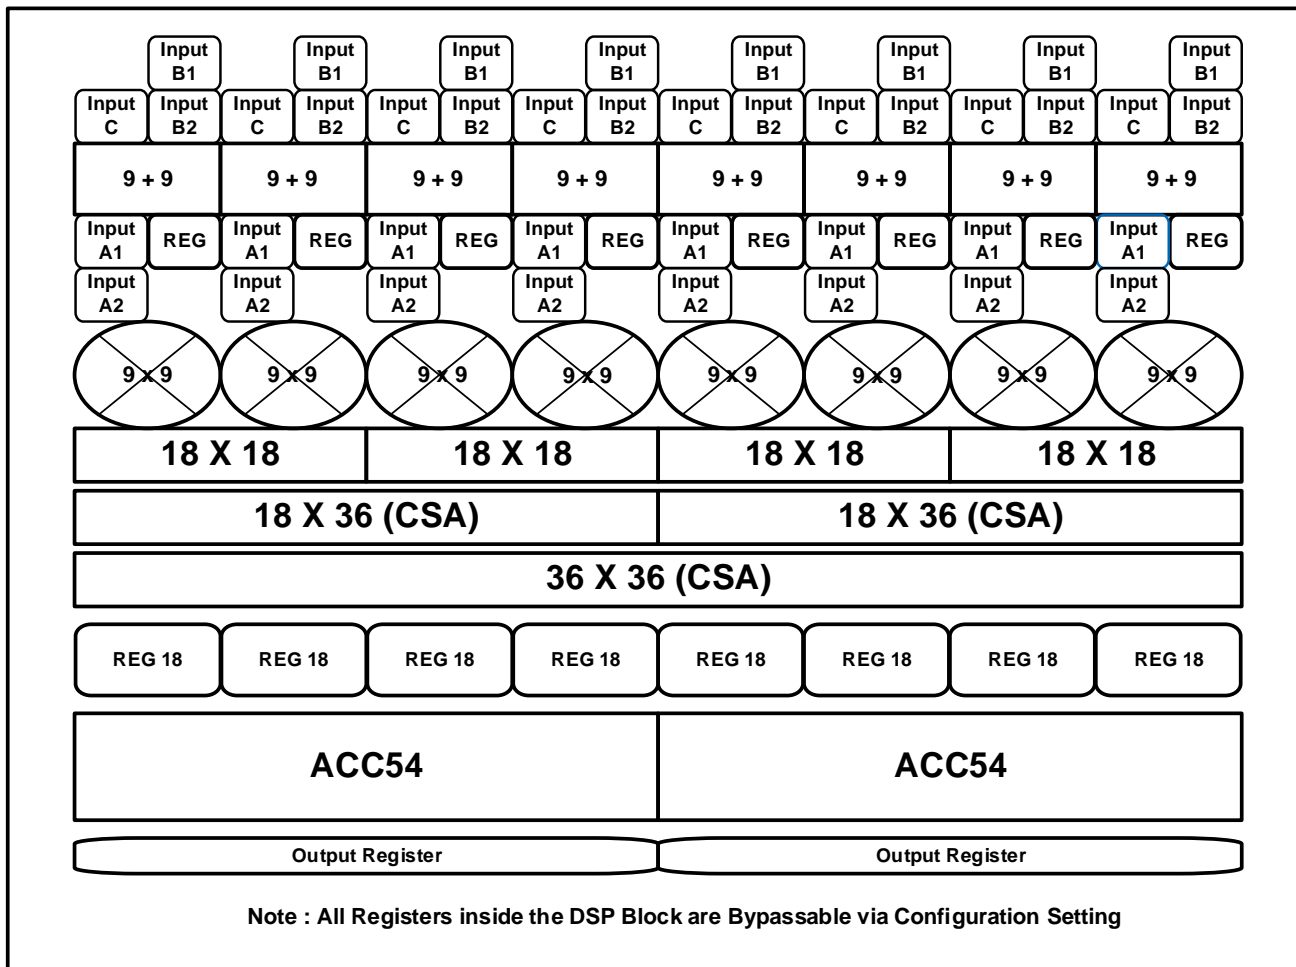 Input B1 Input B1 Input B1 Input B1 Input B1 Input B1 Input B1 Input B1
Input C Input B2 Input C Input B2 Input C Input B2 Input C Input B2 Input C Input B2 Input C Input B2 Input C Input B2 Input C Input B2
9 + 9 9 + 9 9 + 9 9 + 9 9 + 9 9 + 9 9 + 9 9 + 9
Input A1 REG Input A1 REG Input A1 REG Input A1 REG Input A1 REG Input A1 REG Input A1 REG Input A1 REG
Input A2 Input A2 Input A2 Input A2 Input A2 Input A2 Input A2 Input A2
9 x 9 9 x 9 9 x 9 9 x 9 9 x 9 9 x 9 9 x 9 9 x 9
18 X 18 18 X 18 18 X 18 18 X 18
18 X 36 (CSA) 18 X 36 (CSA)
36 X 36 (CSA)
REG 18 REG 18 REG 18 REG 18 REG 18 REG 18 REG 18 REG 18
ACC54 ACC54
Output Register Output Register
Note : All Registers inside the DSP Block are Bypassable via Configuration Setting